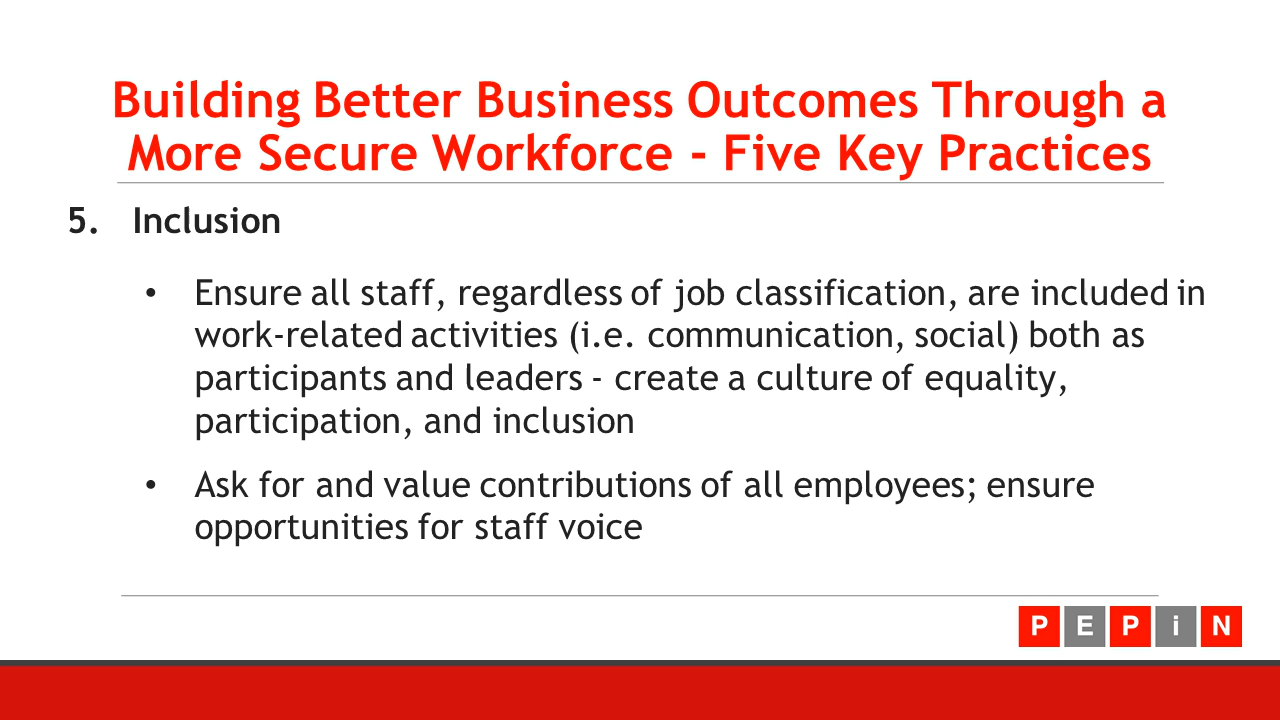 Building Better Business Outcomes Through a
More Secure Workforce - Five Key Practices
5. Inclusion
• Ensure all staff, regardless of job classification, are included in
work-related activities (i.e. communication, social) both as
participants and leaders - create a culture of equality,
participation, and inclusion
• Ask for and value contributions of all employees; ensure
opportunities for staff voice
P E P i N